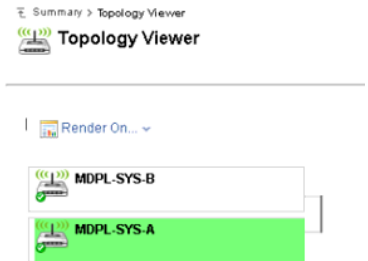 Summary > Topology Viewer
Topology Viewer
Render On...
MDPL-SYS-B
MDPL-SYS-A